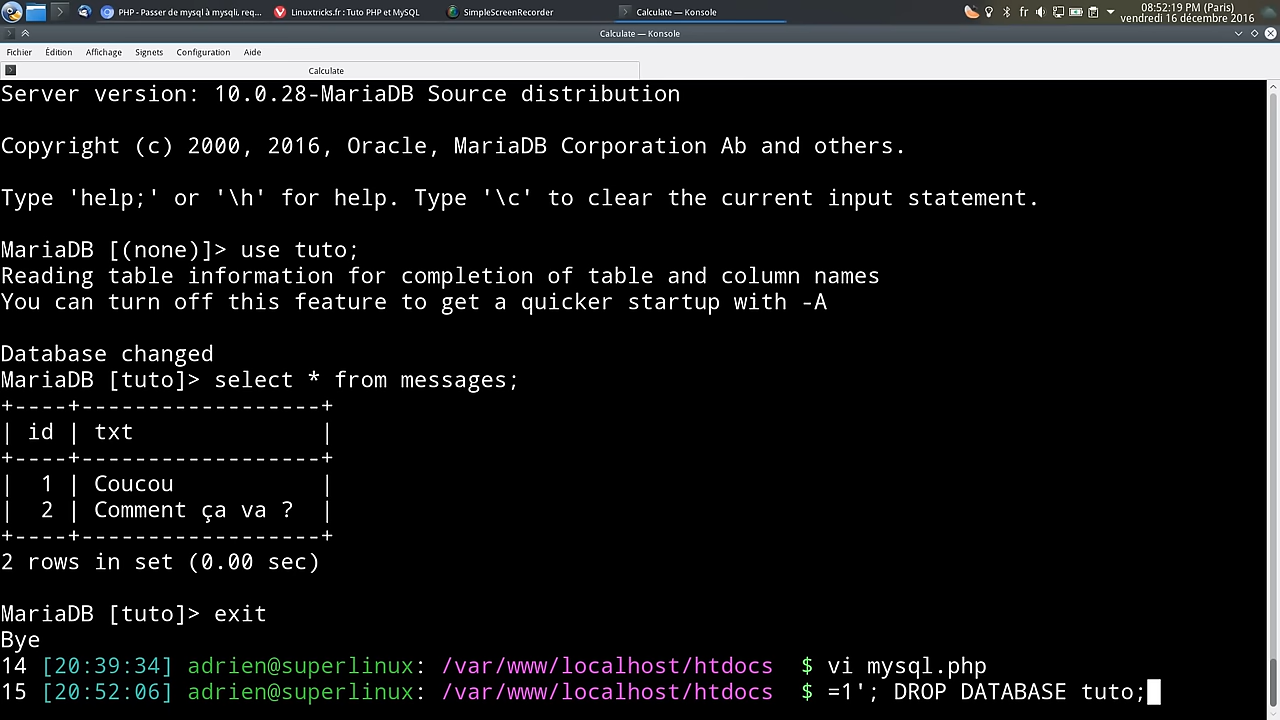 PHP - Passer de mysql à mysqli, req...
Linuxtricks.fr : Tuto PHP et MySQL
SimpleScreenRecorder
Calculate — Konsole
fr
08:52:19 PM (Paris)
vendredi 16 décembre 2016
Calculate — Konsole
Fichier Édition Affichage Signets Configuration Aide
Calculate
Server version: 10.0.28-MariaDB Source distribution
Copyright (c) 2000, 2016, Oracle, MariaDB Corporation Ab and others.
Type 'help;' or '\h' for help. Type '\c' to clear the current input statement.
MariaDB [(none)]> use tuto;
Reading table information for completion of table and column names
You can turn off this feature to get a quicker startup with -A
Database changed
MariaDB [tuto]> select * from messages;
+----+------------------+
| id | txt              |
+----+------------------+
|  1 | Coucou           |
|  2 | Comment ça va ?  |
+----+------------------+
2 rows in set (0.00 sec)
MariaDB [tuto]> exit
Bye
14 [20:39:34] adrien@superlinux: /var/www/localhost/htdocs  $ vi mysql.php
15 [20:52:06] adrien@superlinux: /var/www/localhost/htdocs  $ =1'; DROP DATABASE tuto;